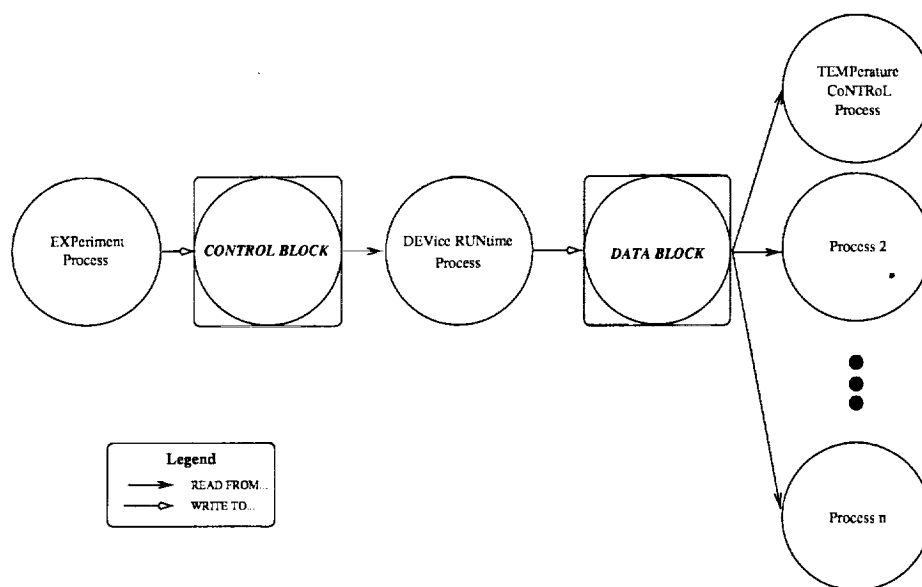 TEMPerature
CoNTRoL
Process
EXPeriment
Process
CONTROL BLOCK
DEVice RUNtime
Process
DATA BLOCK
Process 2
Process n
Legend
READ FROM...
WRITE TO...